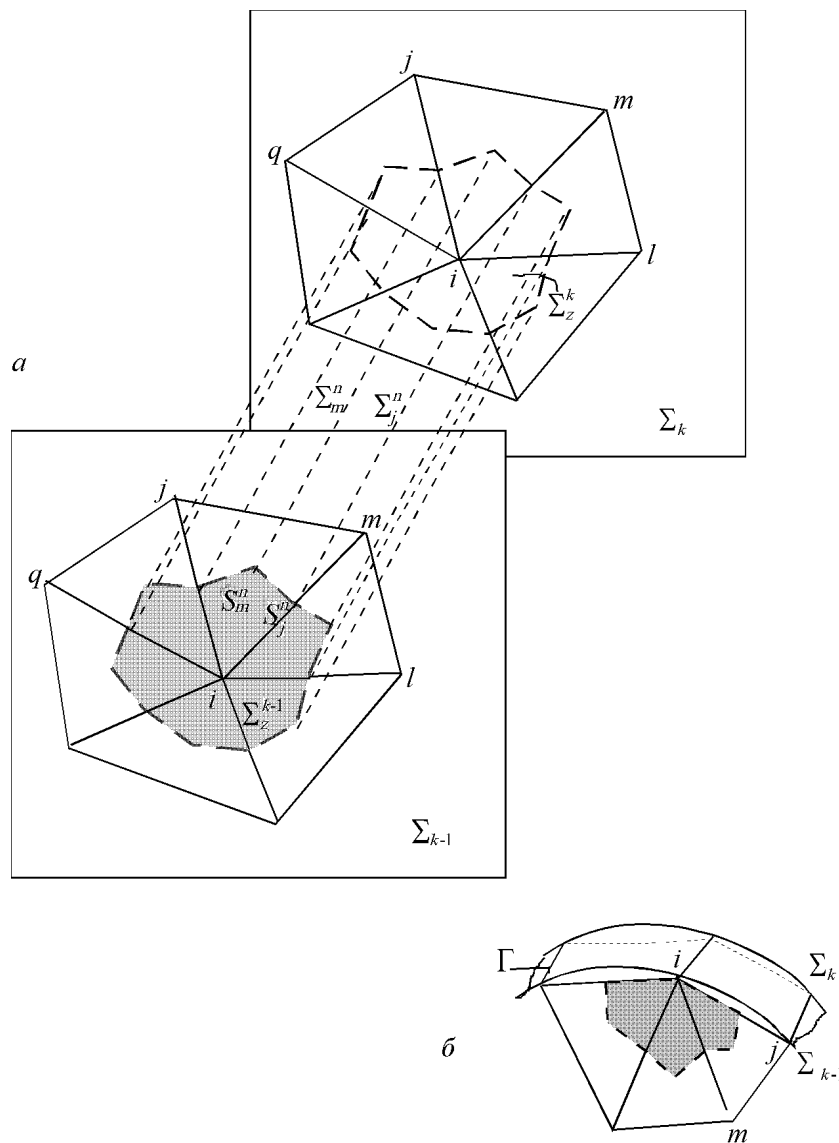 j
m
q
i
l
Σ_z^k
а
Σ_m^n
Σ_j^n
Σ_k
j
m
q
S_m^n
S_j^n
i
l
Σ_z^{k-1}
Σ_{k-1}
Γ
i
Σ_k
б
j
Σ_{k-}
m